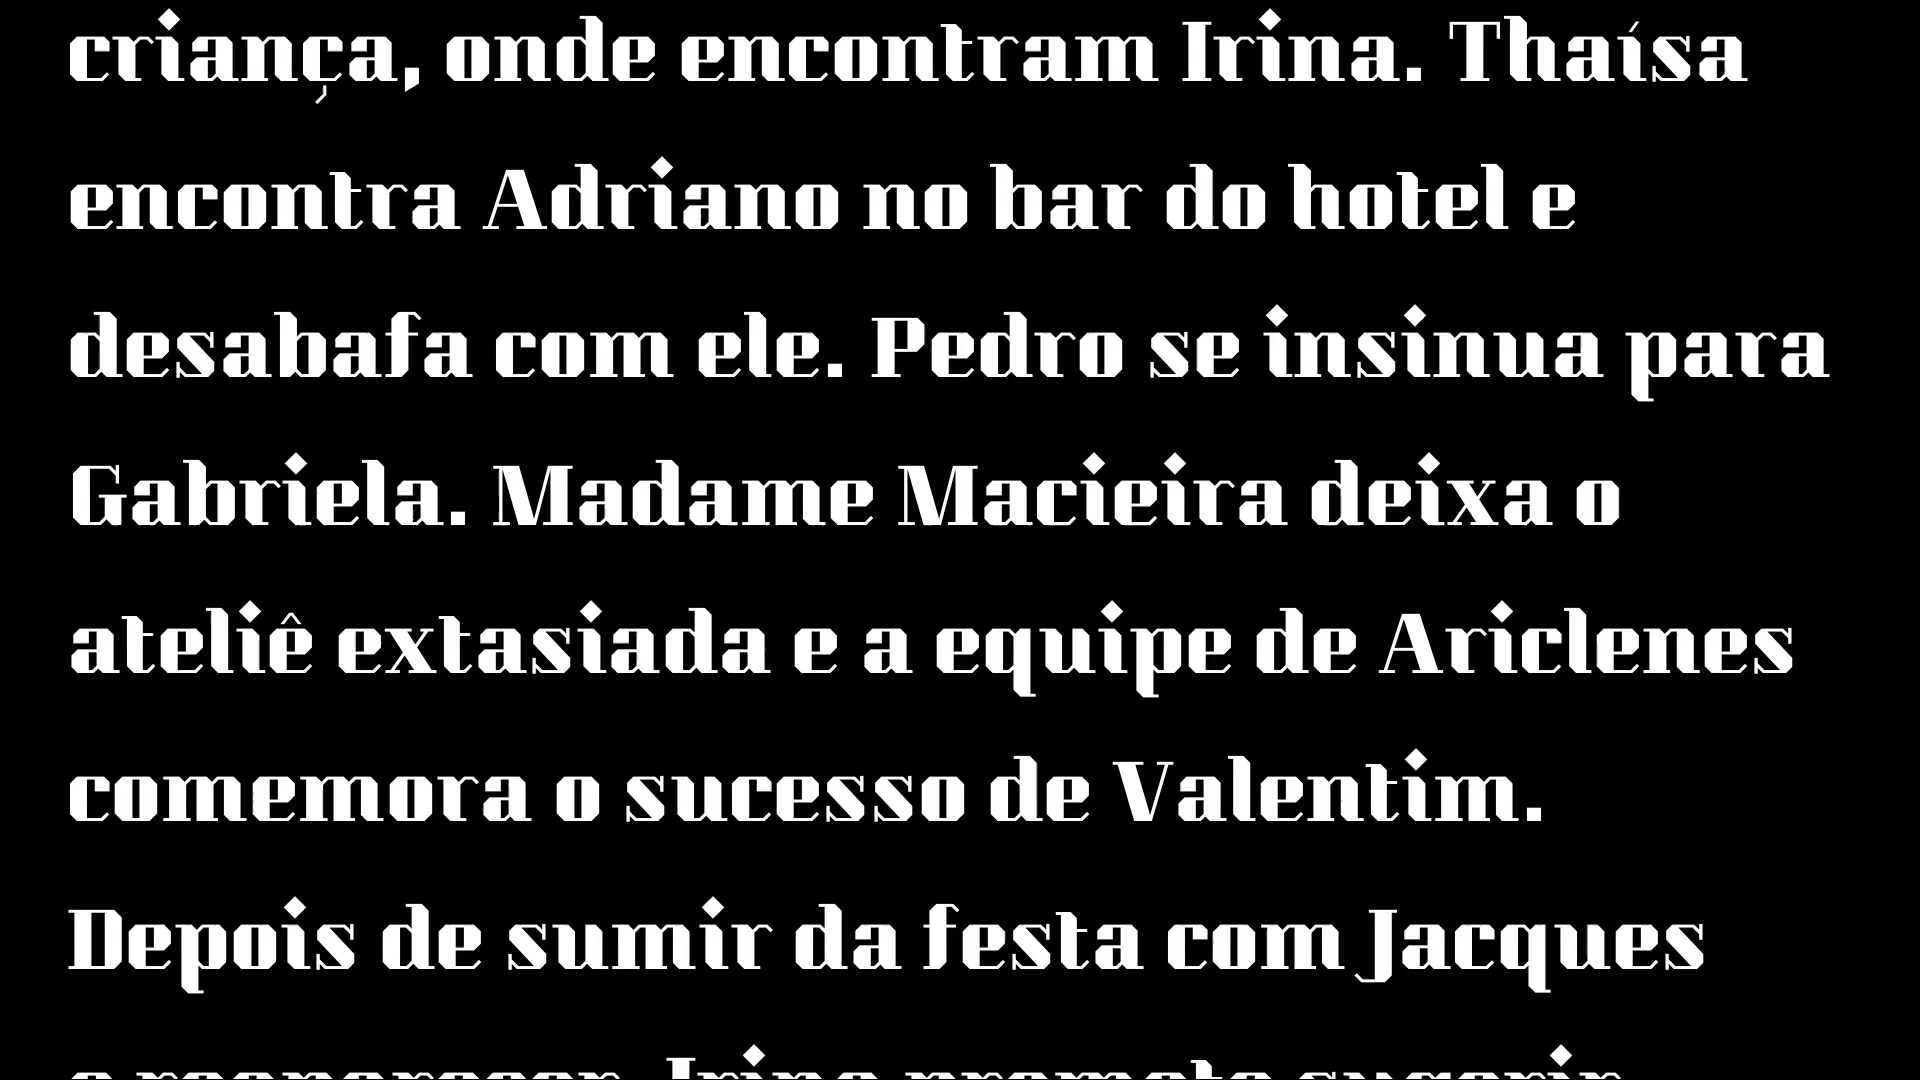 criança, onde encontram Irina. Thaísa
encontra Adriano no bar do hotel e
desabafa com ele. Pedro se insinua para
Gabriela. Madame Macieira deixa o
ateliê extasiada e a equipe de Ariclenes
comemora o sucesso de Valentim.
Depois de sumir da festa com Jacques